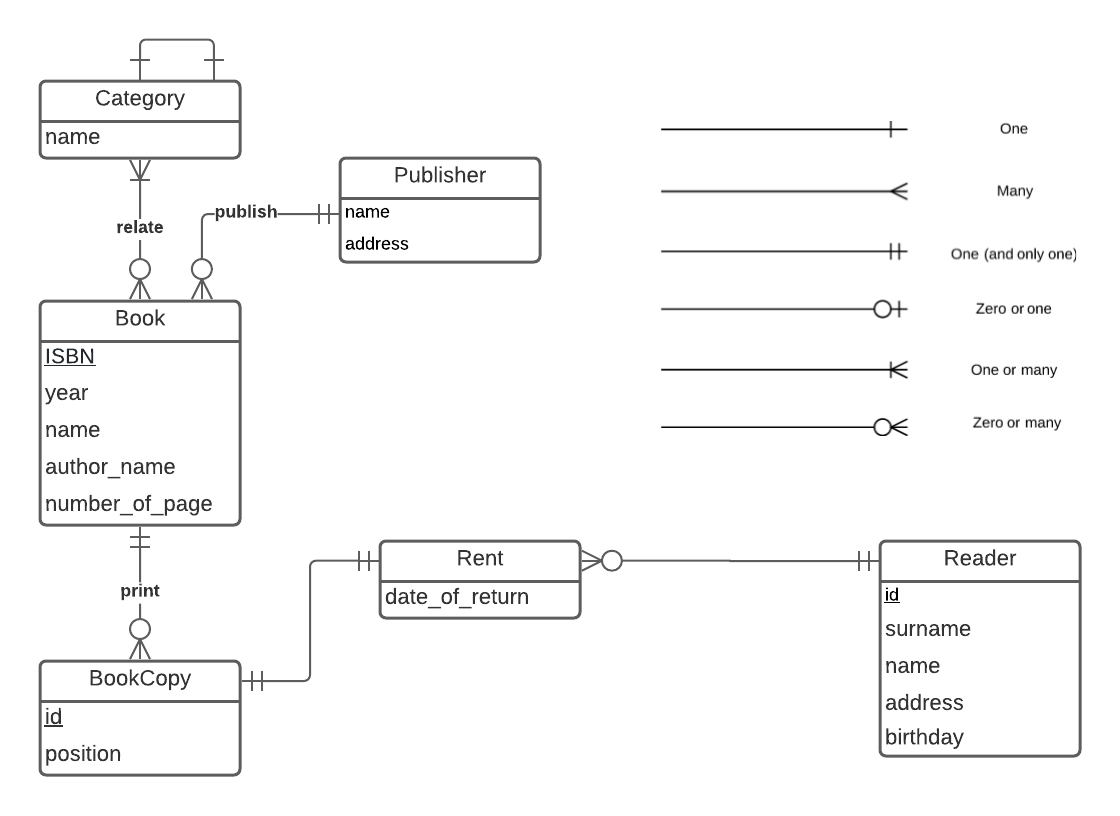 Category
name
relate
publish
Publisher
name
address
Book
ISBN
year
name
author_name
number_of_page
print
BookCopy
id
position
Rent
date_of_return
Reader
id
surname
name
address
birthday
One
Many
One (and only one)
Zero or one
One or many
Zero or many